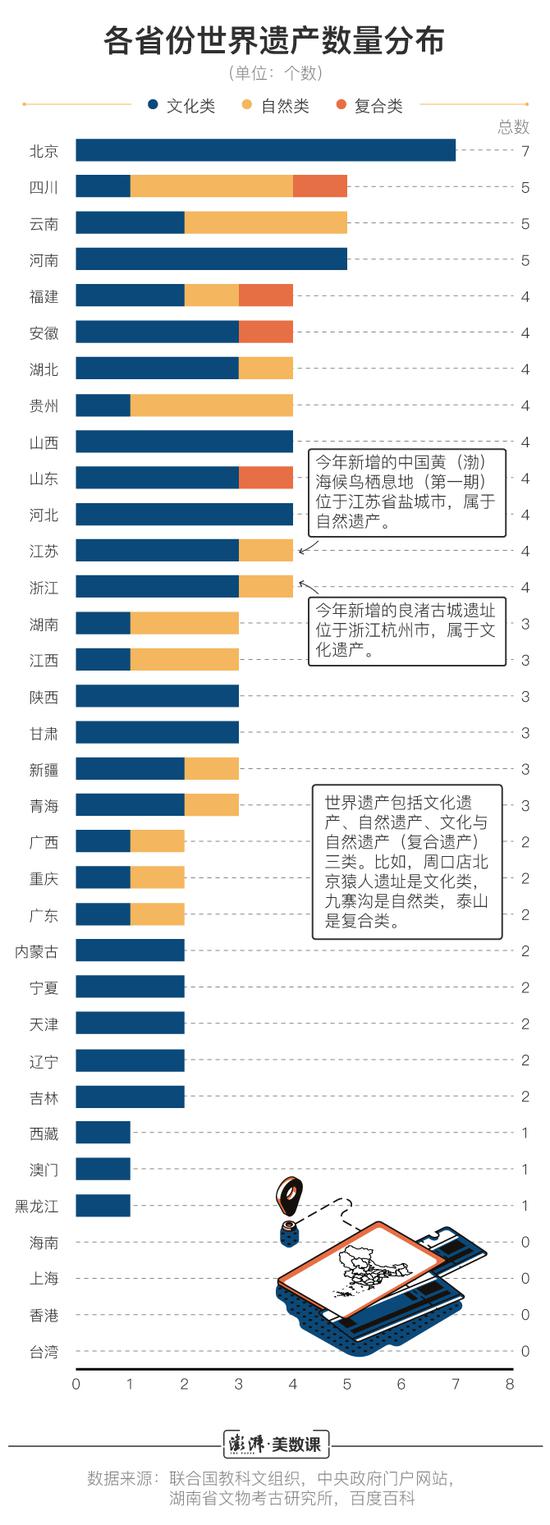 各省份世界遗产数量分布
（单位：个数）
文化类 自然类 复合类
总数
北京 7
四川 5
云南 5
河南 5
福建 4
安徽 4
湖北 4
贵州 4
山西 4
今年新增的中国黄（渤）
海候鸟栖息地（第一期）
位于江苏省盐城市，属于
自然遗产。
山东 4
河北 4
江苏 4
浙江 4
今年新增的良渚古城遗址
位于浙江杭州市，属于文
化遗产。
湖南 3
江西 3
陕西 3
甘肃 3
新疆 3
青海 3
世界遗产包括文化遗
产、自然遗产、文化与
自然遗产（复合遗产）
三类。比如，周口店北
京猿人遗址是文化类，
九寨沟是自然类，泰山
是复合类。
广西 2
重庆 2
广东 2
内蒙古 2
宁夏 2
天津 2
辽宁 2
吉林 2
西藏 1
澳门 1
黑龙江 1
海南 0
上海 0
香港 0
台湾 0
0 1 2 3 4 5 6 7 8
澎湃·美数课
数据来源：联合国教科文组织，中央政府门户网站，
湖南省文物考古研究所，百度百科